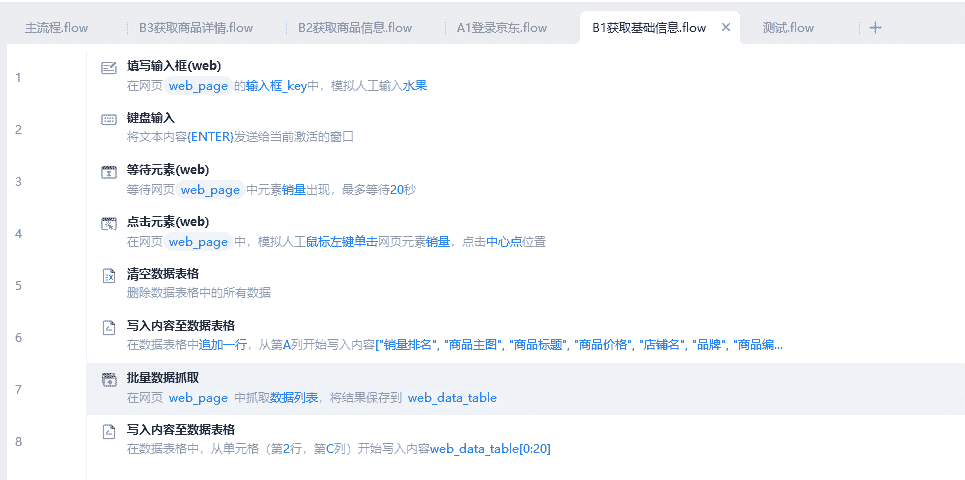 主流程.flow
B3获取商品详情.flow
B2获取商品信息.flow
A1登录京东.flow
B1获取基础信息.flow
测试.flow
1
填写输入框(web)
在网页 web_page 的输入框_key中，模拟人工输入水果
2
键盘输入
将文本内容{ENTER}发送给当前激活的窗口
3
等待元素(web)
等待网页 web_page 中元素销量出现，最多等待20秒
4
点击元素(web)
在网页 web_page 中，模拟人工鼠标左键单击网页元素销量，点击中心点位置
5
清空数据表格
删除数据表格中的所有数据
6
写入内容至数据表格
在数据表格中追加一行，从第A列开始写入内容["销量排名", "商品主图", "商品标题", "商品价格", "店铺名", "品牌", "商品编...
7
批量数据抓取
在网页 web_page 中抓取数据列表，将结果保存到 web_data_table
8
写入内容至数据表格
在数据表格中，从单元格（第2行，第C列）开始写入内容web_data_table[0:20]